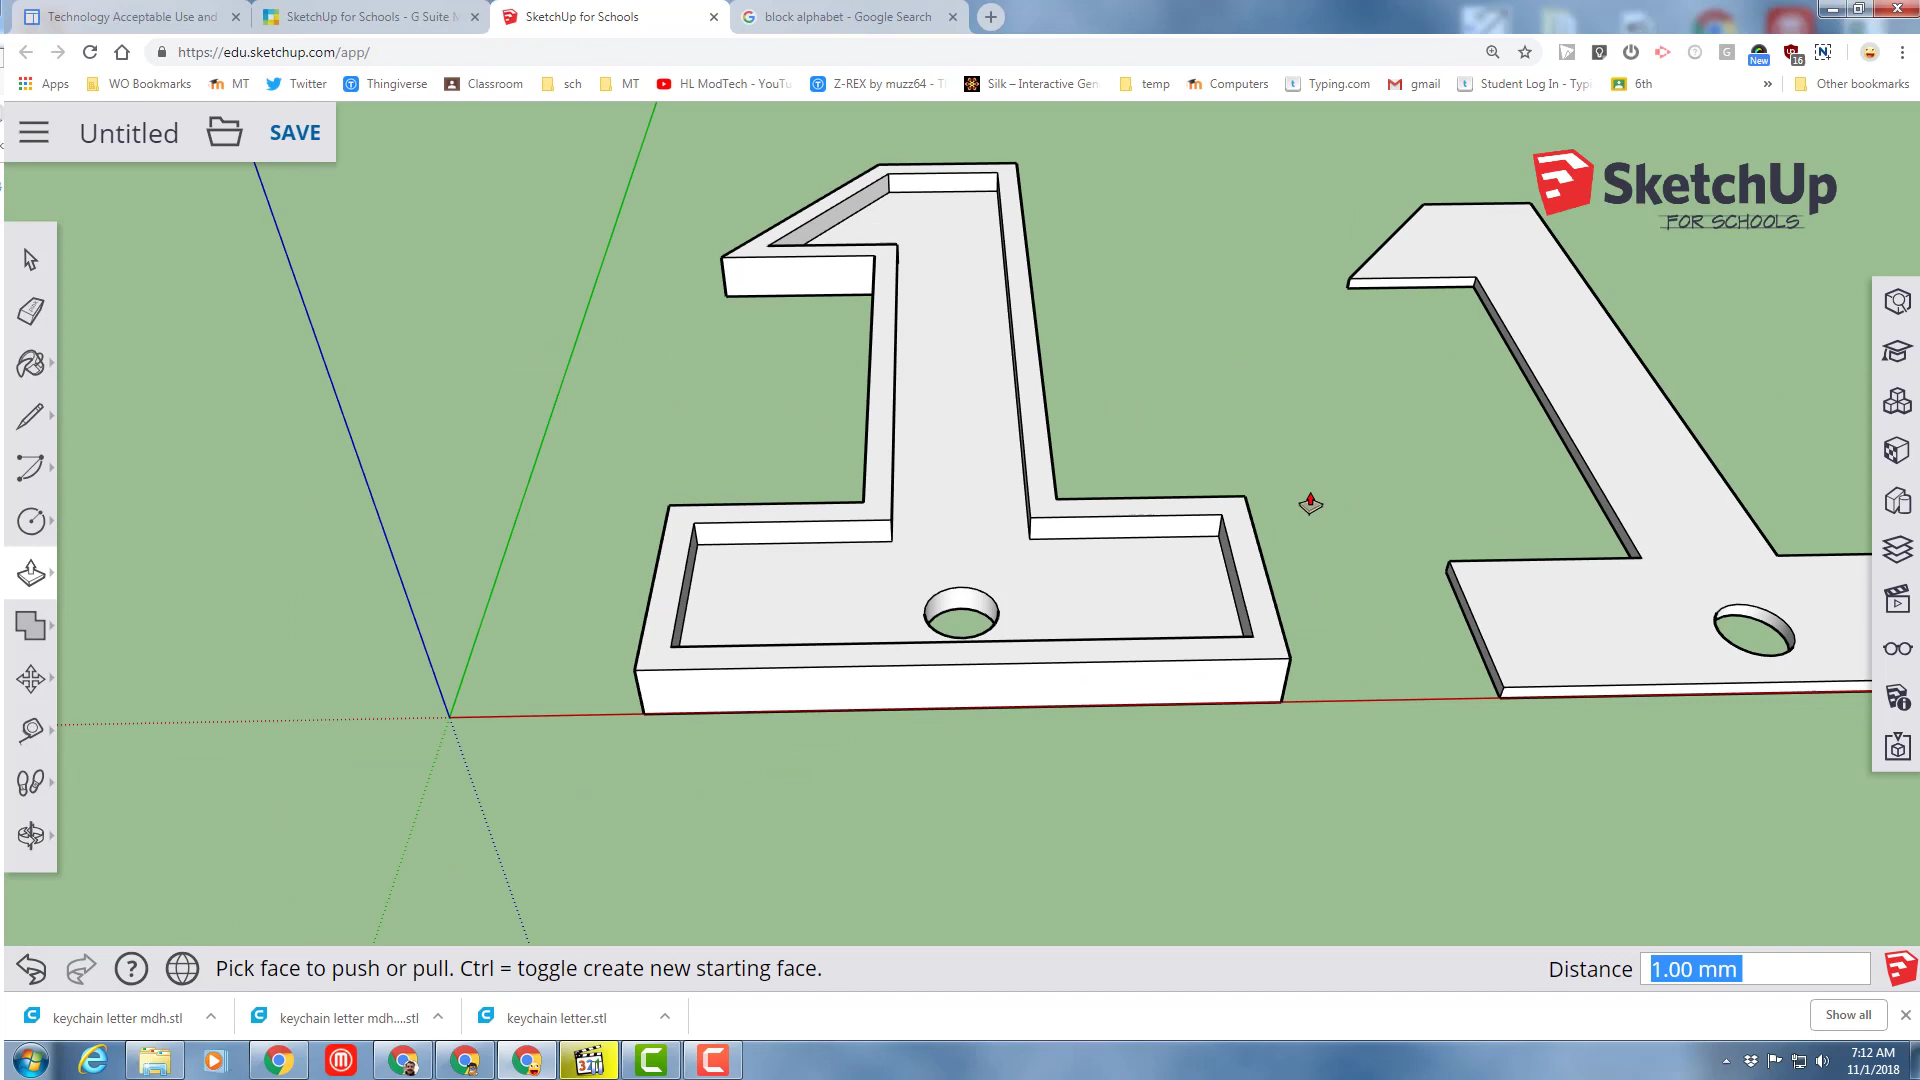 Technology Acceptable Use and
SketchUp for Schools - G Suite M
SketchUp for Schools
block alphabet - Google Search
https://edu.sketchup.com/app/
New
16
Apps
WO Bookmarks
MT
Twitter
Thingiverse
Classroom
sch
MT
HL ModTech - YouTu
Z-REX by muzz64 - Th
Silk – Interactive Gen
temp
Computers
Typing.com
gmail
Student Log In - Typi
6th
»
Other bookmarks
Untitled
SAVE
SketchUp
FOR SCHOOLS
Pick face to push or pull. Ctrl = toggle create new starting face.
Distance
1.00 mm
keychain letter mdh.stl
keychain letter mdh....stl
keychain letter.stl
Show all
7:12 AM
11/1/2018